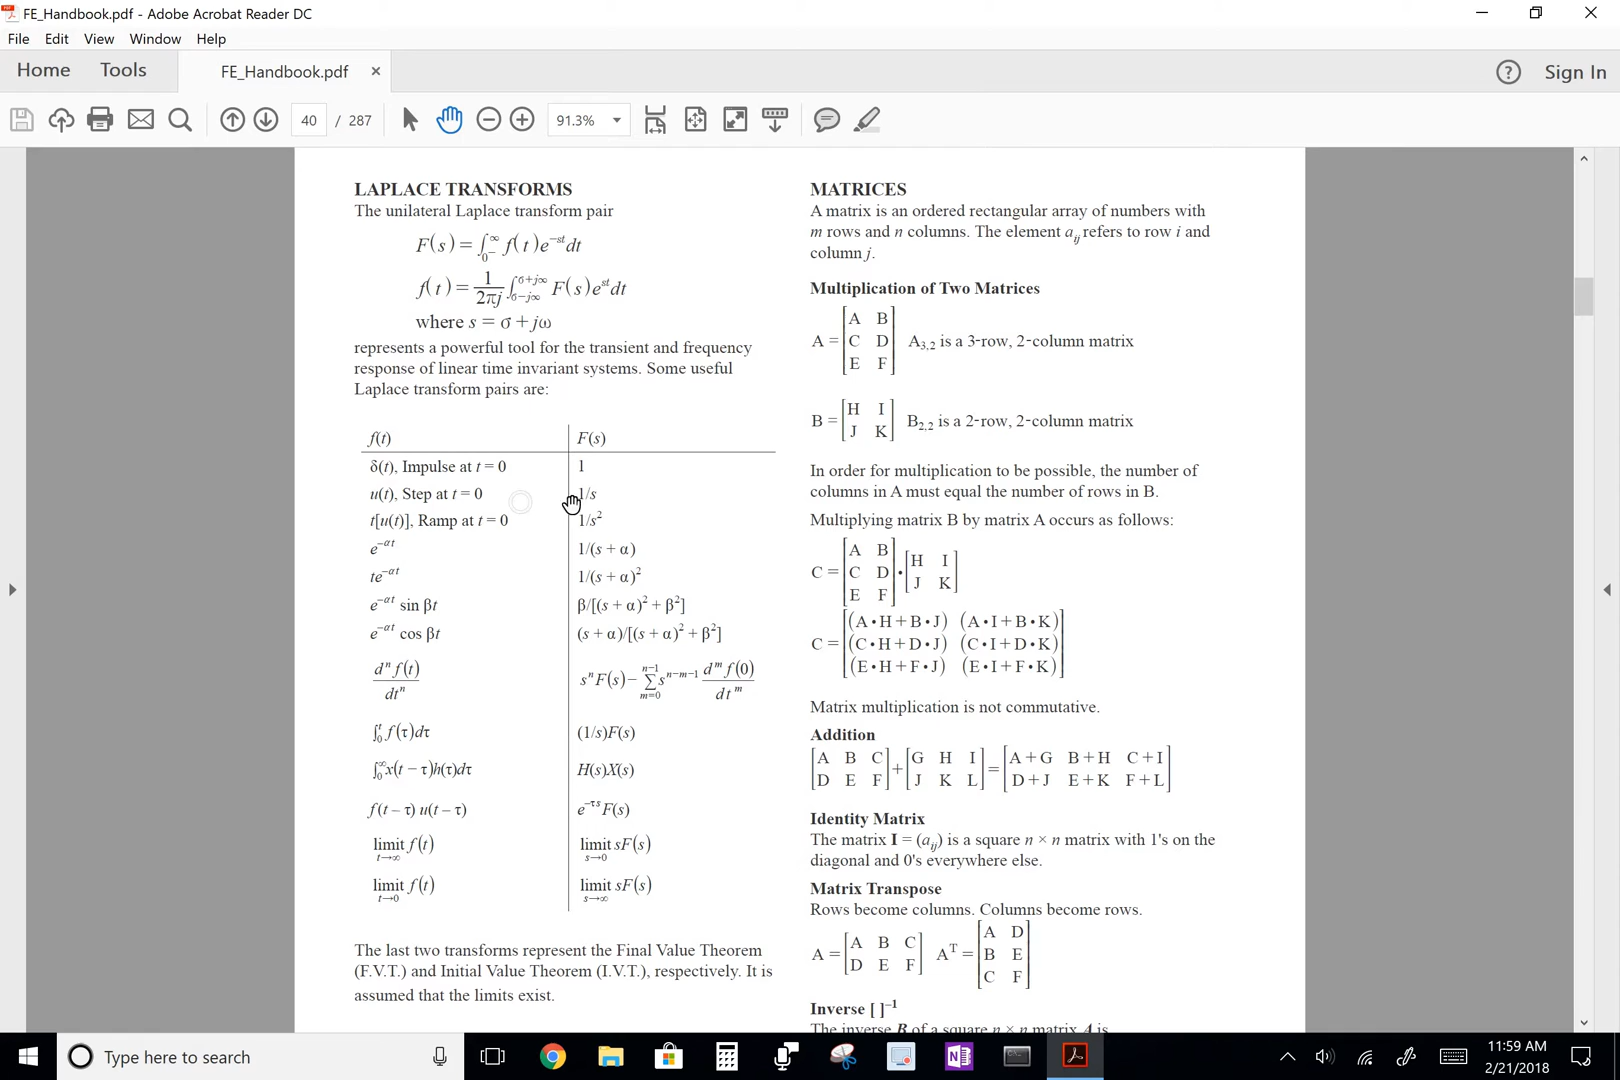 FE_Handbook.pdf - Adobe Acrobat Reader DC
File Edit View Window Help
Home Tools FE_Handbook.pdf × ? Sign In
40 / 287 91.3%
LAPLACE TRANSFORMS
The unilateral Laplace transform pair
F(s) = ∫₀₋^∞ f(t)e^−st dt
f(t) = 1/2πj ∫σ−j∞^σ+j∞ F(s)e^st dt
where s = σ + jω
represents a powerful tool for the transient and frequency
response of linear time invariant systems. Some useful
Laplace transform pairs are:
f(t) F(s)
δ(t), Impulse at t = 0 1
u(t), Step at t = 0 1/s
t[u(t)], Ramp at t = 0 1/s²
e^−αt 1/(s + α)
te^−αt 1/(s + α)²
e^−αt sin βt β/[(s + α)² + β²]
e^−αt cos βt (s + α)/[(s + α)² + β²]
dⁿf(t)/dtⁿ sⁿF(s) − Σ_{m=0}^{n−1} s^{n−m−1} d^m f(0)/dt^m
∫₀^t f(τ)dτ (1/s)F(s)
∫₀^∞ x(t − τ)h(τ)dτ H(s)X(s)
f(t − τ) u(t − τ) e^−τs F(s)
limit f(t) limit sF(s)
t→∞ s→0
limit f(t) limit sF(s)
t→0 s→∞
The last two transforms represent the Final Value Theorem
(F.V.T.) and Initial Value Theorem (I.V.T.), respectively. It is
assumed that the limits exist.
MATRICES
A matrix is an ordered rectangular array of numbers with
m rows and n columns. The element aij refers to row i and
column j.
Multiplication of Two Matrices
A B
A = C D A3,2 is a 3-row, 2-column matrix
E F
H I
B = B2,2 is a 2-row, 2-column matrix
J K
In order for multiplication to be possible, the number of
columns in A must equal the number of rows in B.
Multiplying matrix B by matrix A occurs as follows:
A B H I
C = C D •
E F J K
(A•H+B•J) (A•I+B•K)
C = (C•H+D•J) (C•I+D•K)
(E•H+F•J) (E•I+F•K)
Matrix multiplication is not commutative.
Addition
A B C + G H I = A+G B+H C+I
D E F J K L D+J E+K F+L
Identity Matrix
The matrix I = (aij) is a square n × n matrix with 1's on the
diagonal and 0's everywhere else.
Matrix Transpose
Rows become columns. Columns become rows.
A = A B C A^T = A D
D E F B E
C F
Inverse [ ]⁻¹
The inverse B of a square n × n matrix A is
Type here to search
11:59 AM
2/21/2018